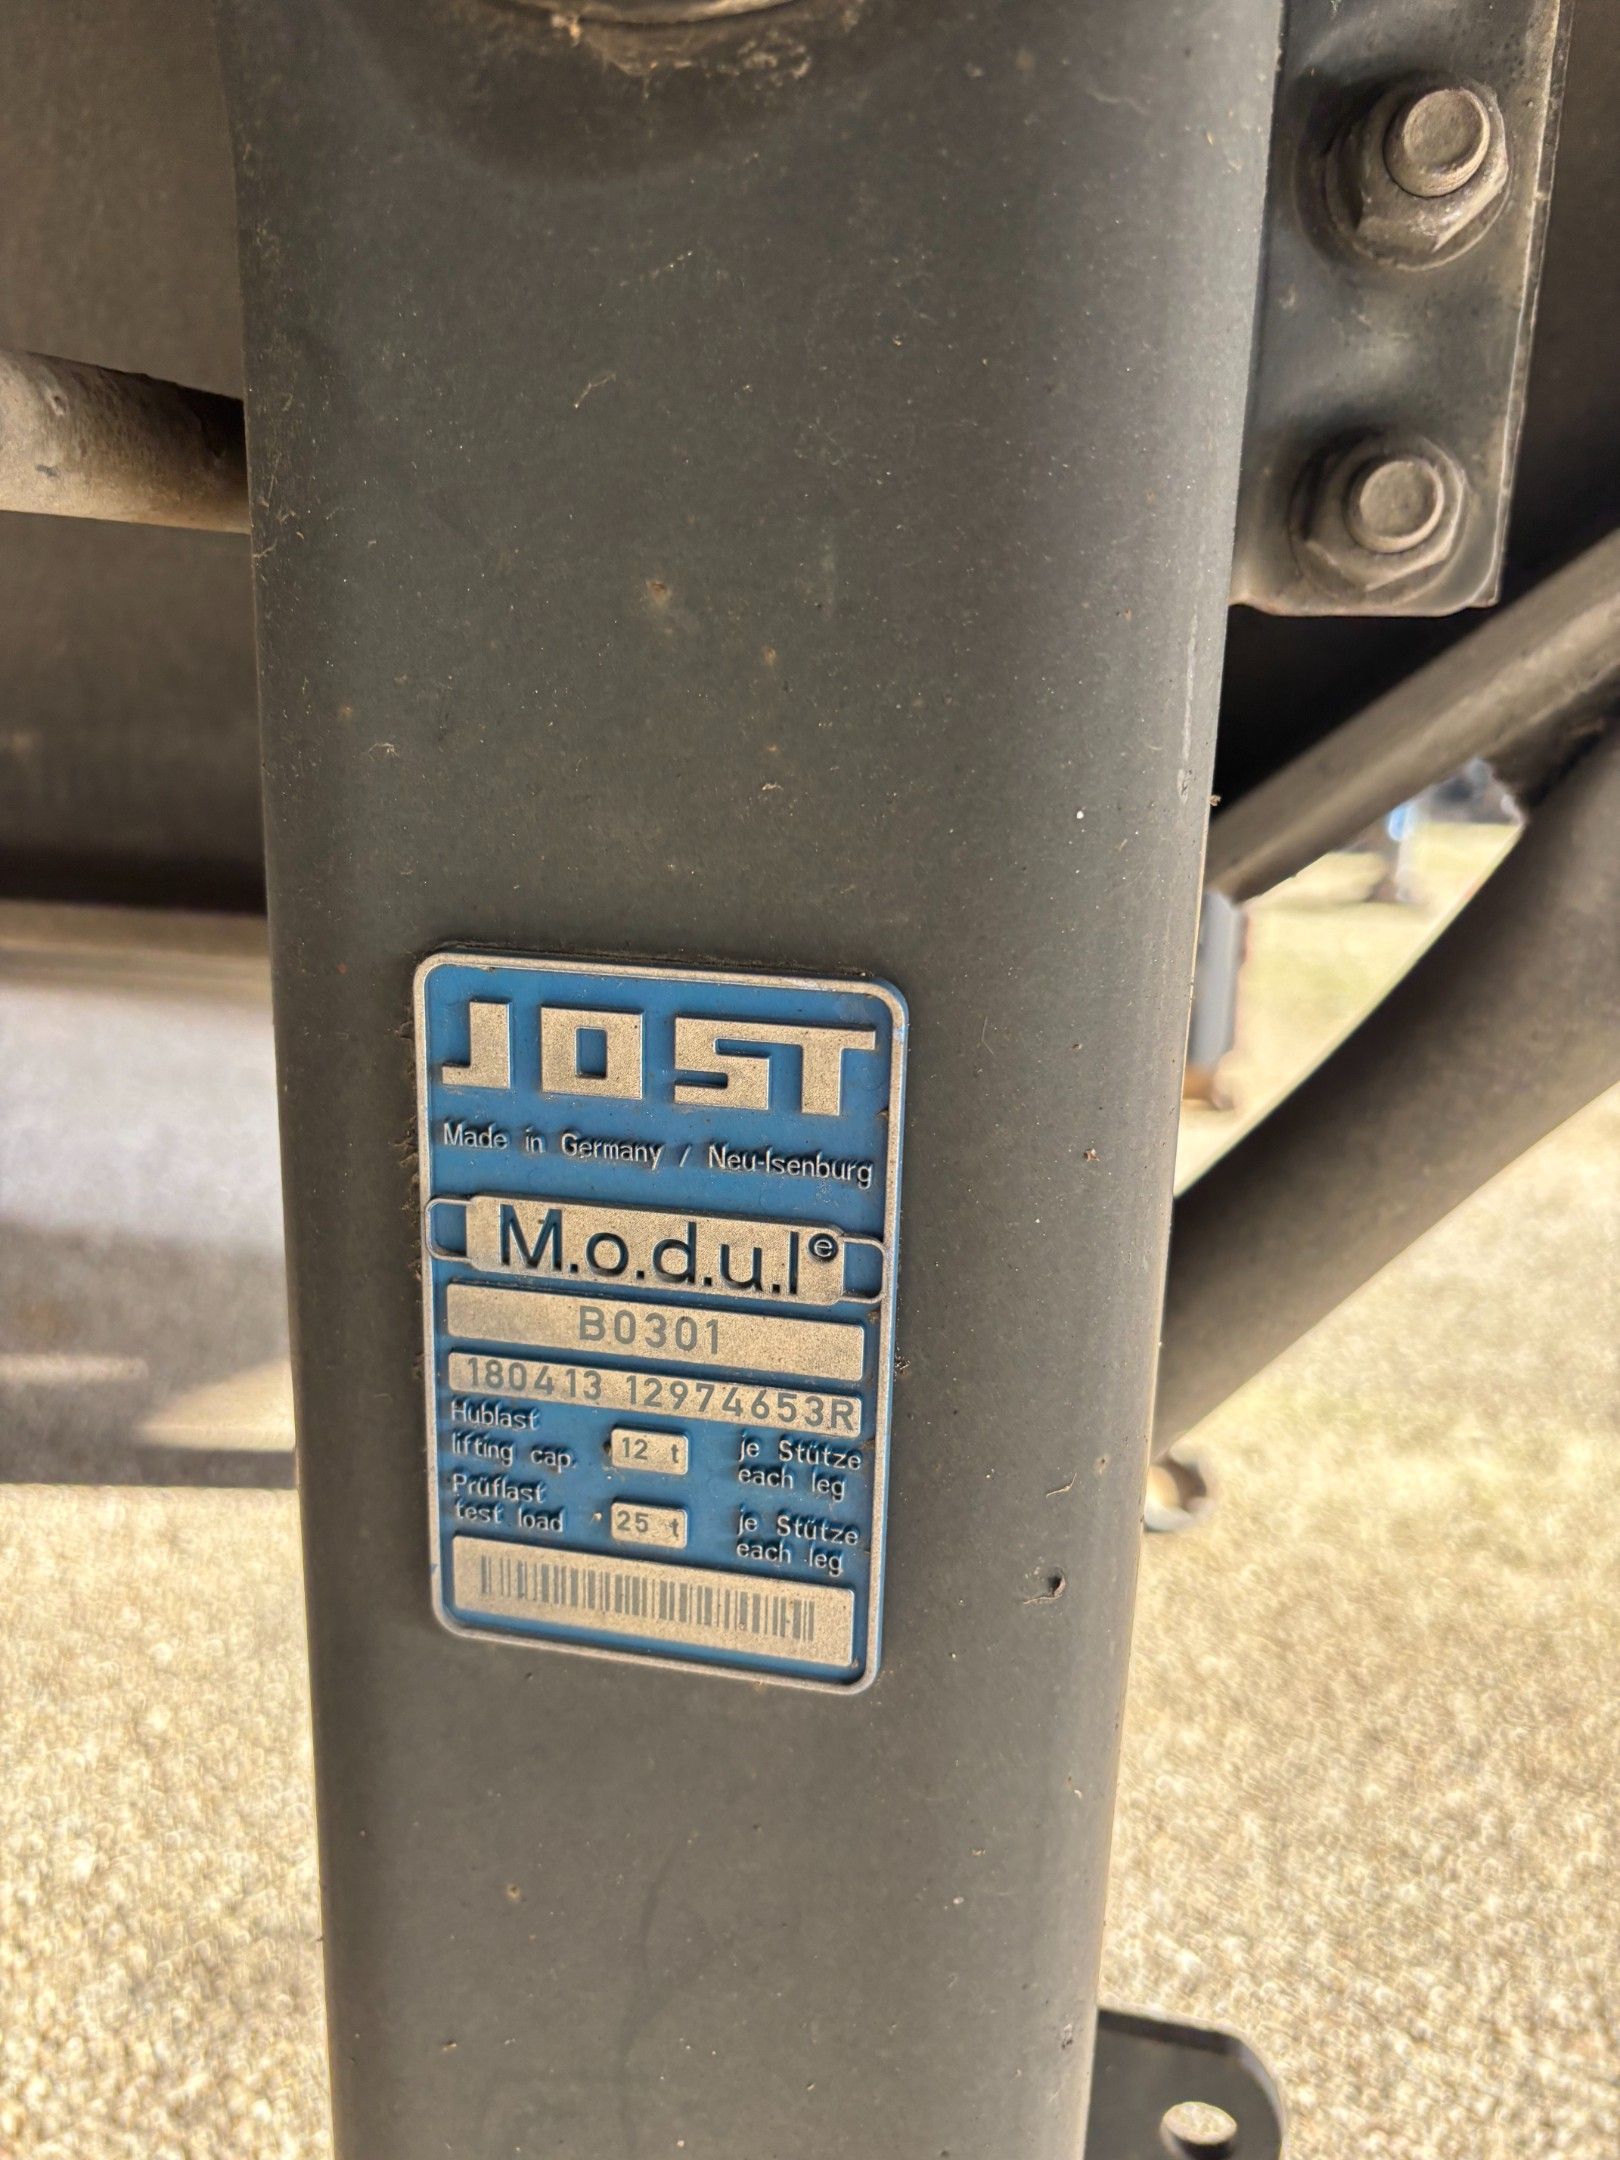 JOST
Made in Germany / Neu-Isenburg
M.o.d.u.l®
B0301
180413 12974653R
Hublast
lifting cap. 12 t je Stütze
each leg
Prüflast
test load 25 t je Stütze
each leg